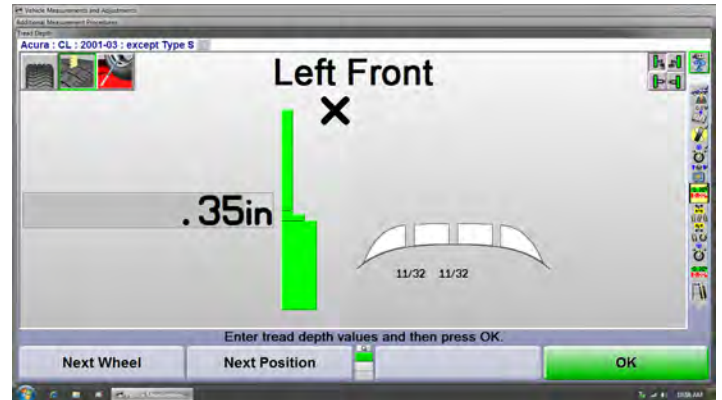 Vehicle Measurements and Adjustments
Additional Measurement Procedures
Tread Depth
Acura : CL : 2001-03 : except Type S
Left Front
.35in
11/32 11/32
Enter tread depth values and then press OK.
Next Wheel
Next Position
OK